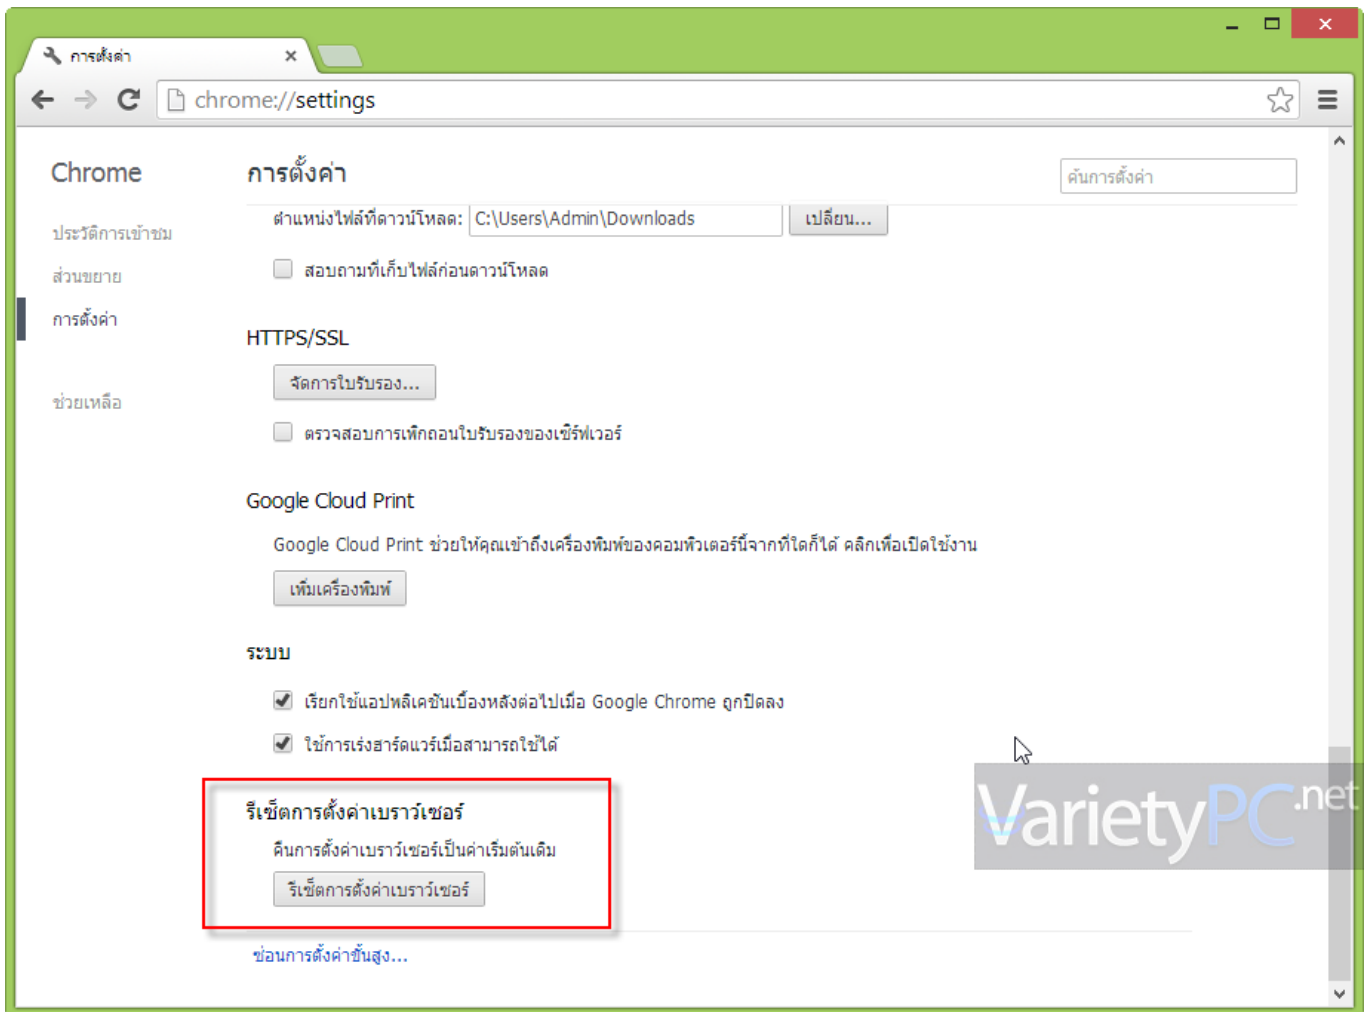 การตั้งค่า
chrome://settings
Chrome
การตั้งค่า
ค้นการตั้งค่า
ประวัติการเข้าชม
ส่วนขยาย
การตั้งค่า
ช่วยเหลือ
ตำแหน่งไฟล์ที่ดาวน์โหลด: C:\Users\Admin\Downloads เปลี่ยน...
สอบถามที่เก็บไฟล์ก่อนดาวน์โหลด
HTTPS/SSL
จัดการใบรับรอง...
ตรวจสอบการเพิกถอนใบรับรองของเซิร์ฟเวอร์
Google Cloud Print
Google Cloud Print ช่วยให้คุณเข้าถึงเครื่องพิมพ์ของคอมพิวเตอร์นี้จากที่ใดก็ได้ คลิกเพื่อเปิดใช้งาน
เพิ่มเครื่องพิมพ์
ระบบ
เรียกใช้แอปพลิเคชันเบื้องหลังต่อไปเมื่อ Google Chrome ถูกปิดลง
ใช้การเร่งฮาร์ดแวร์เมื่อสามารถใช้ได้
VarietyPC.net
รีเซ็ตการตั้งค่าเบราว์เซอร์
คืนการตั้งค่าเบราว์เซอร์เป็นค่าเริ่มต้นเดิม
รีเซ็ตการตั้งค่าเบราว์เซอร์
ซ่อนการตั้งค่าขั้นสูง...